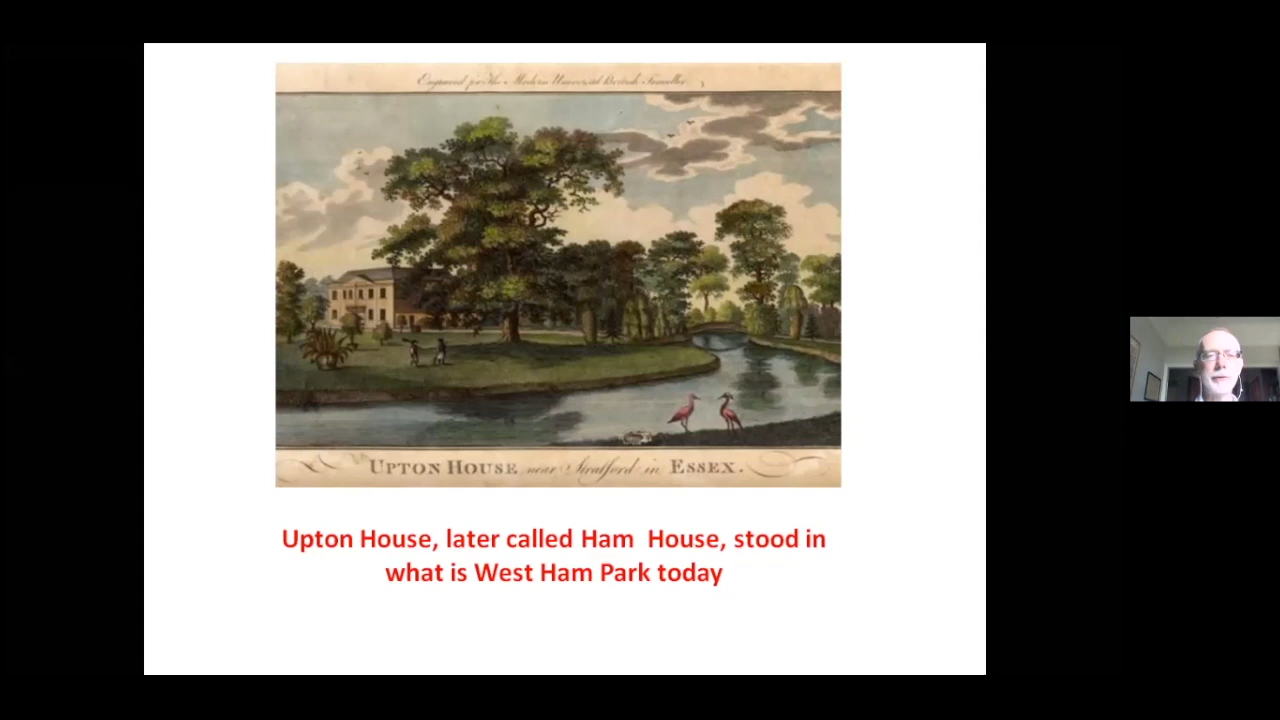 Engraved for the Modern Universal British Traveller
UPTON HOUSE near Stratford in ESSEX.
Upton House, later called Ham House, stood in
what is West Ham Park today